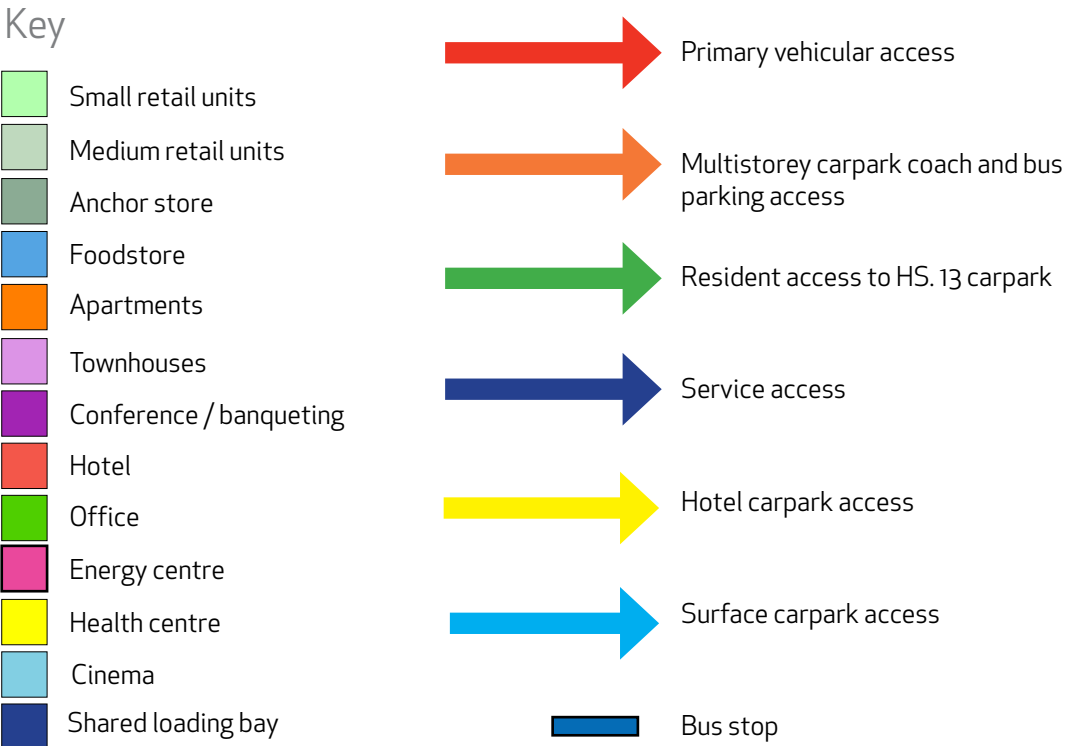 Key
Small retail units
Medium retail units
Anchor store
Foodstore
Apartments
Townhouses
Conference / banqueting
Hotel
Office
Energy centre
Health centre
Cinema
Shared loading bay
Primary vehicular access
Multistorey carpark coach and bus
parking access
Resident access to HS. 13 carpark
Service access
Hotel carpark access
Surface carpark access
Bus stop